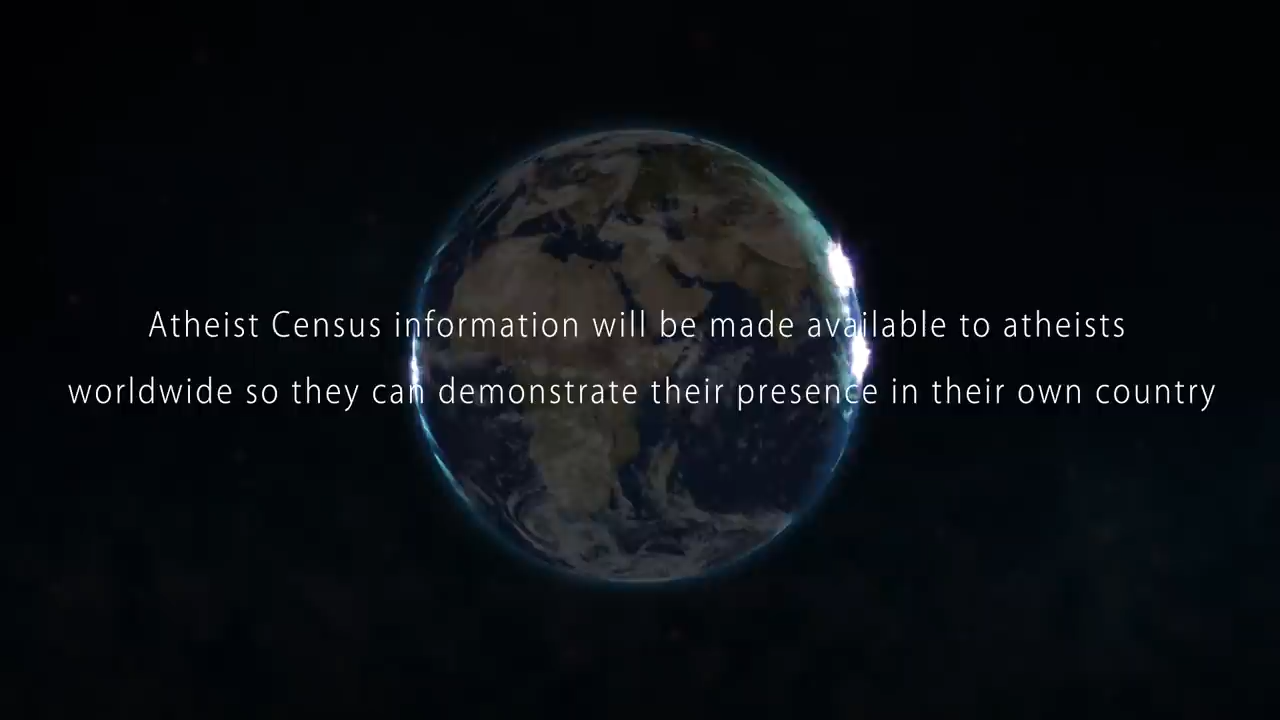 Atheist Census information will be made available to atheists
worldwide so they can demonstrate their presence in their own country